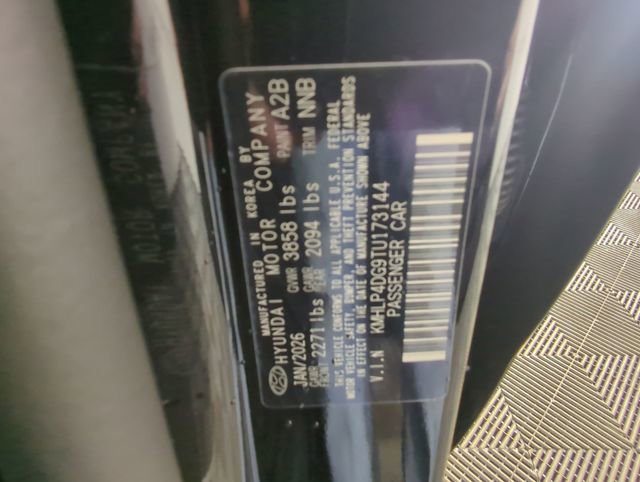 MANUFACTURED IN KOREA BY
HYUNDAI MOTOR COMPANY
JAN/2026 GVWR 3858 lbs PAINT A2B
GAWR FRONT 2271 lbs GAWR REAR 2094 lbs TRIM NNB
THIS VEHICLE CONFORMS TO ALL APPLICABLE U.S.A. FEDERAL
MOTOR VEHICLE SAFETY, BUMPER, AND THEFT PREVENTION STANDARDS
IN EFFECT ON THE DATE OF MANUFACTURE SHOWN ABOVE
V.I.N KMHLP4DG9TU173144
PASSENGER CAR